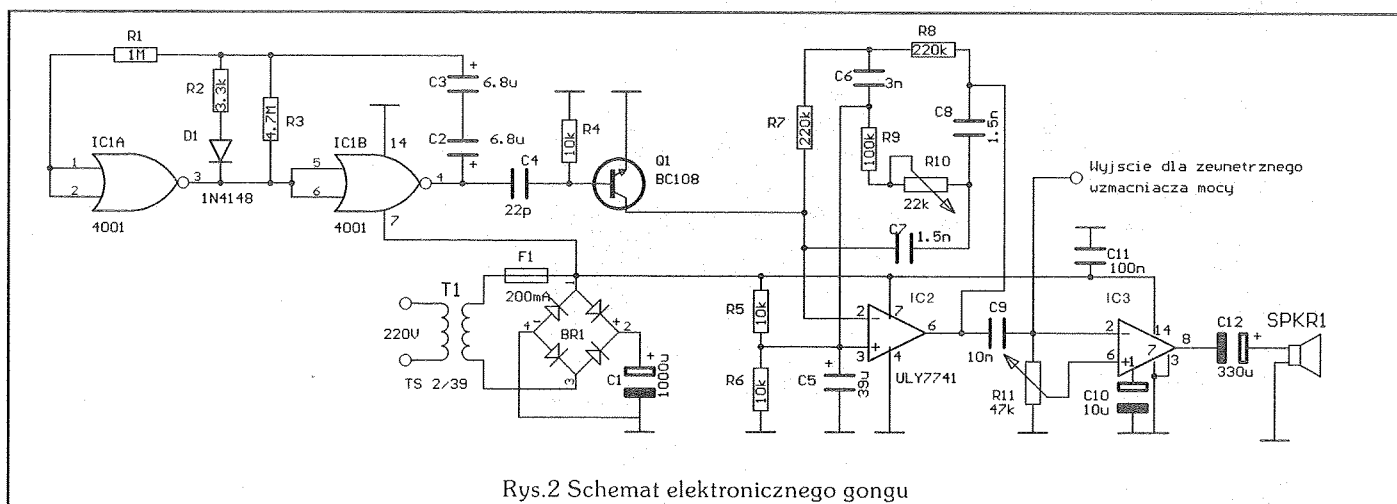 R1
1M
R2
3.3k
D1
1N4148
R3
4.7M
IC1A
1
2
3
4001
IC1B
14
5
6
4
7
4001
C3
+
6.8u
C2
6.8u
+
C4
22p
R4
10k
Q1
BC108
R7
220k
R8
220k
C6
3n
R9
100k
R10
22k
C8
1.5n
C7
1.5n
Wyjscie dla zewnetrznego
wzmacniacza mocy
T1
220V
TS 2/39
F1
200mA
1
4
-
BR1
+
2
3
C1
+
1000u
R5
10k
R6
10k
C5
+
39u
IC2
2
-
3
+
7
6
4
ULY7741
C9
10n
R11
47k
C11
100n
IC3
2
-
6
+
1
14
8
7
3
C10
10u
C12
+
330u
SPKR1
Rys.2 Schemat elektronicznego gongu